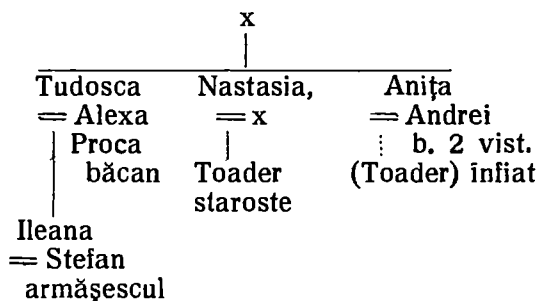 x
Tudosca Nastasia, Anița
= Alexa = x = Andrei
Proca b. 2 vist.
băcan Toader (Toader) înfiat
staroste
Ileana
= Stefan
armășescul